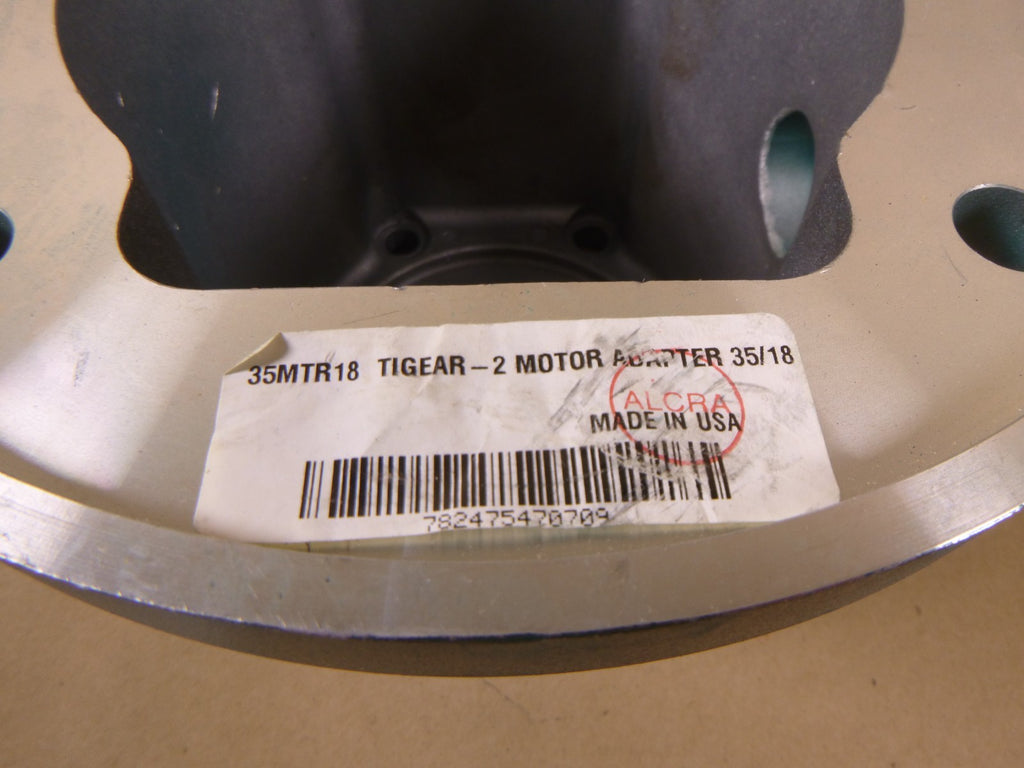 35MTR18 TIGEAR-2 MOTOR ADAPTER 35/18
ALCRA
MADE IN USA
782475470709